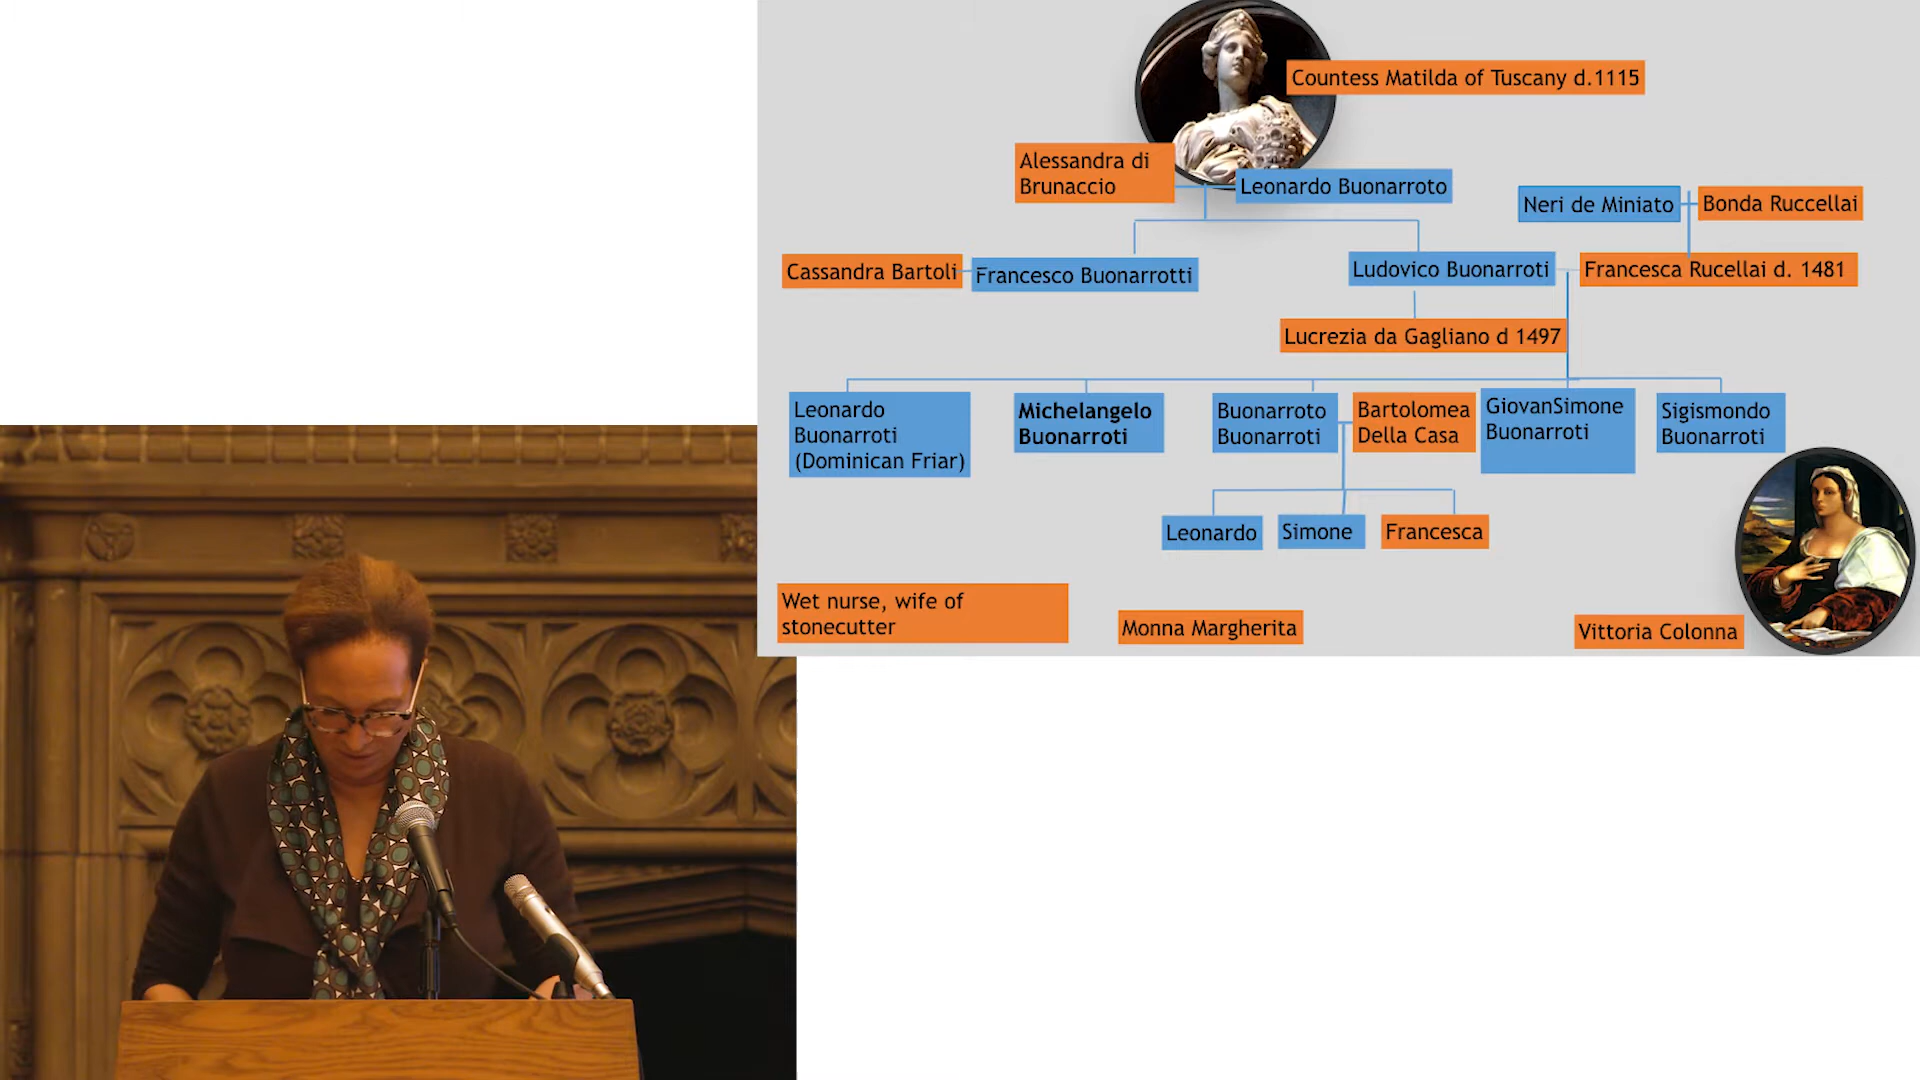 Countess Matilda of Tuscany d.1115
Alessandra di
Brunaccio
Leonardo Buonarroto
Neri de Miniato
Bonda Ruccellai
Cassandra Bartoli
Francesco Buonarrotti
Ludovico Buonarroti
Francesca Rucellai d. 1481
Lucrezia da Gagliano d 1497
Leonardo
Buonarroti
(Dominican Friar)
Michelangelo
Buonarroti
Buonarroto
Buonarroti
Bartolomea
Della Casa
GiovanSimone
Buonarroti
Sigismondo
Buonarroti
Leonardo
Simone
Francesca
Wet nurse, wife of
stonecutter
Monna Margherita
Vittoria Colonna